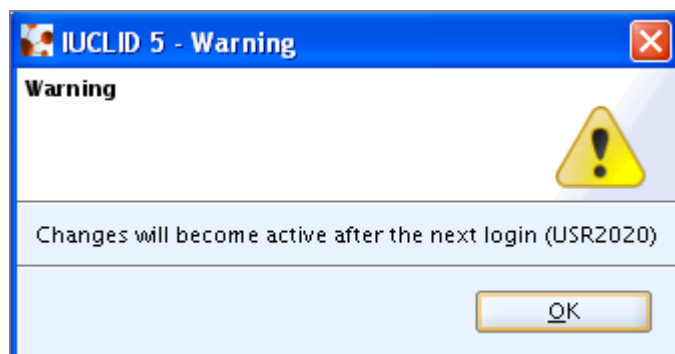 IUCLID 5 - Warning
Warning
Changes will become active after the next login (USR2020)
OK